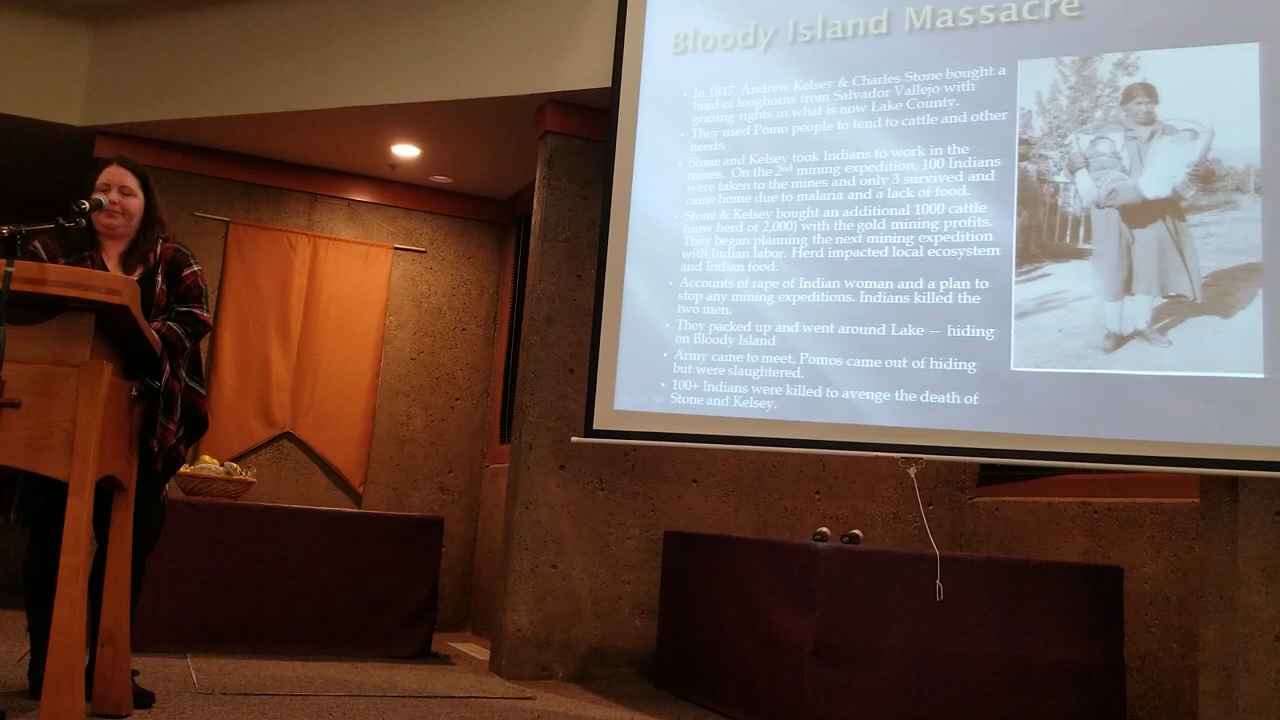 Bloody Island Massacre
• In 1847, Andrew Kelsey & Charles Stone bought a
herd of longhorns from Salvador Vallejo with
grazing rights in what is now Lake County.
• They used Pomo people to tend to cattle and other
needs.
• Stone and Kelsey took Indians to work in the
mines. On the 2nd mining expedition, 100 Indians
were taken to the mines and only 3 survived and
came home due to malaria and a lack of food.
• Stone & Kelsey bought an additional 1000 cattle
(now herd of 2,000) with the gold mining profits.
They began planning the next mining expedition
with Indian labor. Herd impacted local ecosystem
and Indian food.
• Accounts of rape of Indian woman and a plan to
stop any mining expeditions. Indians killed the
two men.
• They packed up and went around Lake — hiding
on Bloody Island
• Army came to meet, Pomos came out of hiding
but were slaughtered.
• 100+ Indians were killed to avenge the death of
Stone and Kelsey.